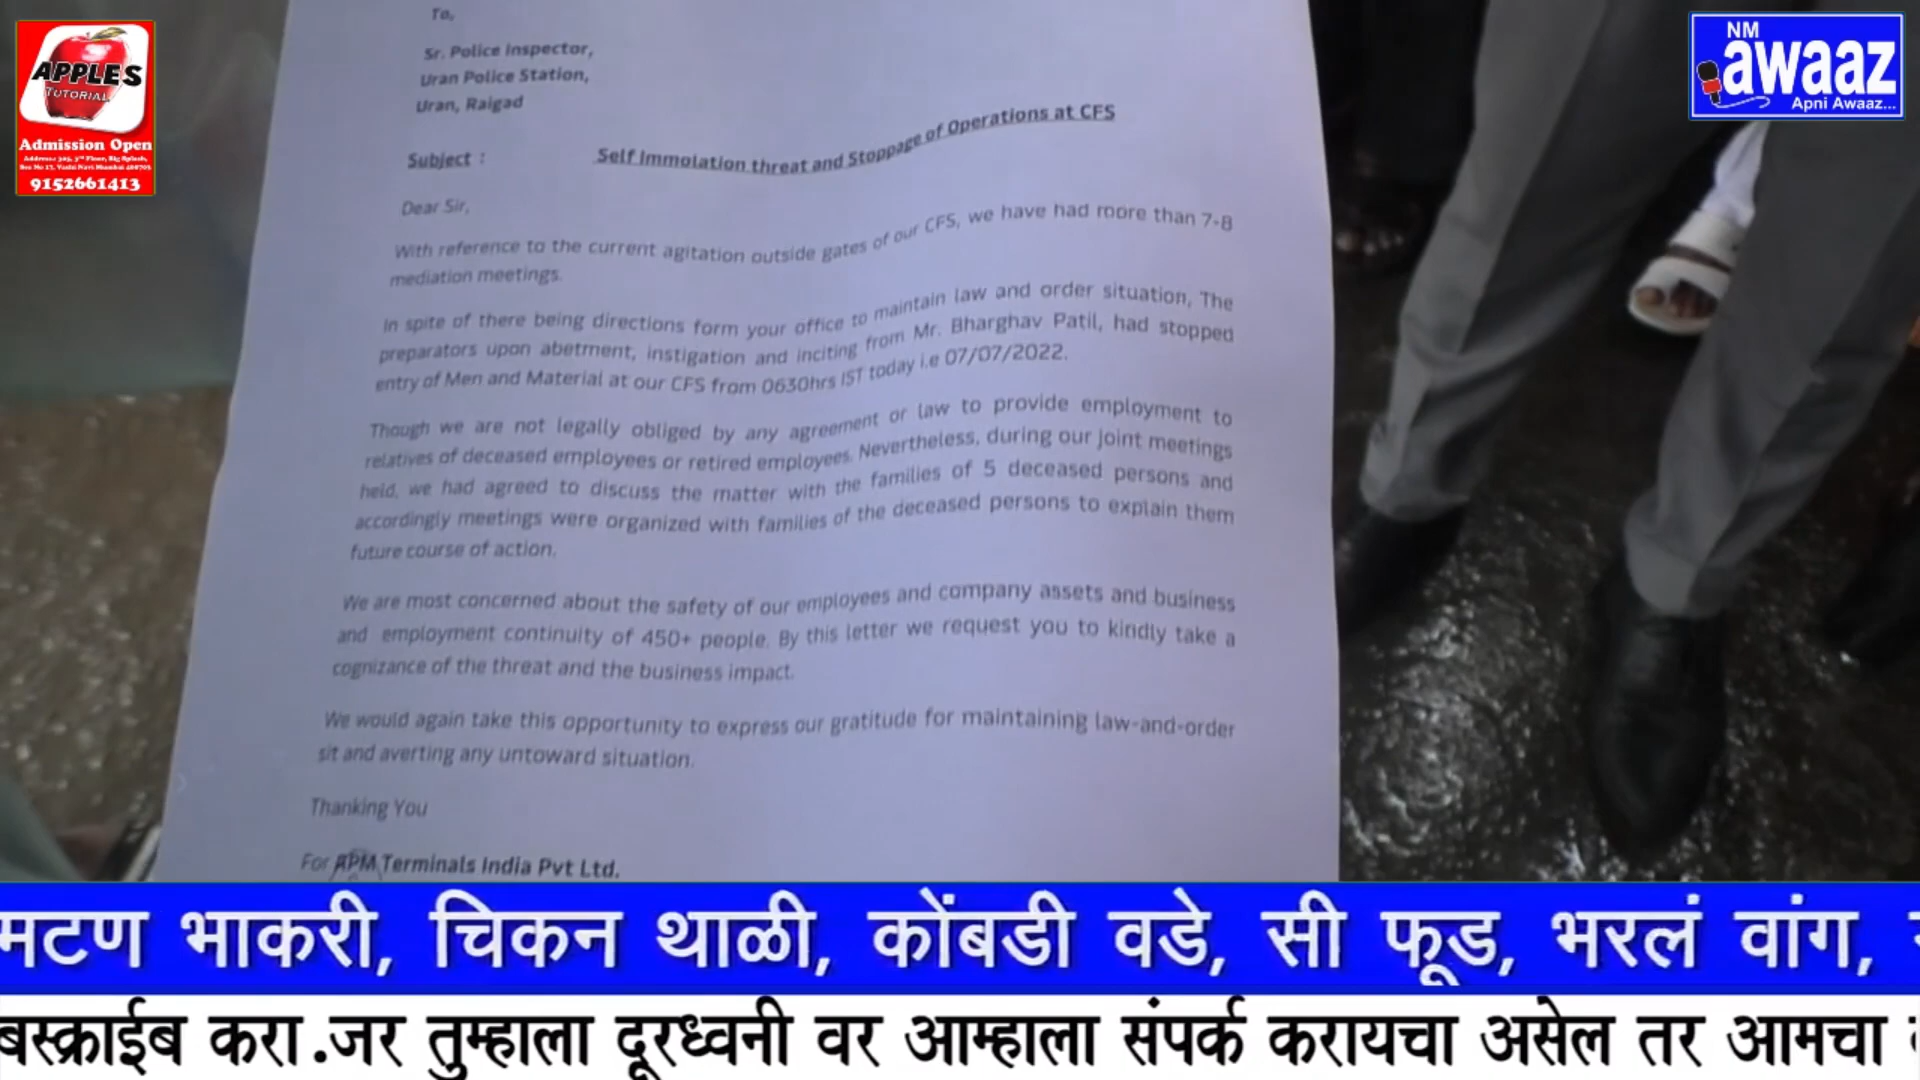 APPLES
TUTORIAL
Admission Open
9152661413
NM
awaaz
Apni Awaaz...
To,
Sr. Police Inspector,
Uran Police Station,
Uran, Raigad
Subject : Self Immolation threat and Stoppage of Operations at CFS
Dear Sir,
With reference to the current agitation outside gates of our CFS, we have had more than 7-8
mediation meetings.
In spite of there being directions form your office to maintain law and order situation, The
preparators upon abetment, instigation and inciting from Mr. Bharghav Patil, had stopped
entry of Men and Material at our CFS from 0630hrs IST today i.e 07/07/2022.
Though we are not legally obliged by any agreement or law to provide employment to
relatives of deceased employees or retired employees. Nevertheless, during our joint meetings
held, we had agreed to discuss the matter with the families of 5 deceased persons and
accordingly meetings were organized with families of the deceased persons to explain them
future course of action.
We are most concerned about the safety of our employees and company assets and business
and employment continuity of 450+ people. By this letter we request you to kindly take a
cognizance of the threat and the business impact.
We would again take this opportunity to express our gratitude for maintaining law-and-order
sit and averting any untoward situation.
Thanking You
For APM Terminals India Pvt Ltd.
मटण भाकरी, चिकन थाळी, कोंबडी वडे, सी फूड, भरलं वांग,
बस्क्राईब करा.जर तुम्हाला दूरध्वनी वर आम्हाला संपर्क करायचा असेल तर आमचा